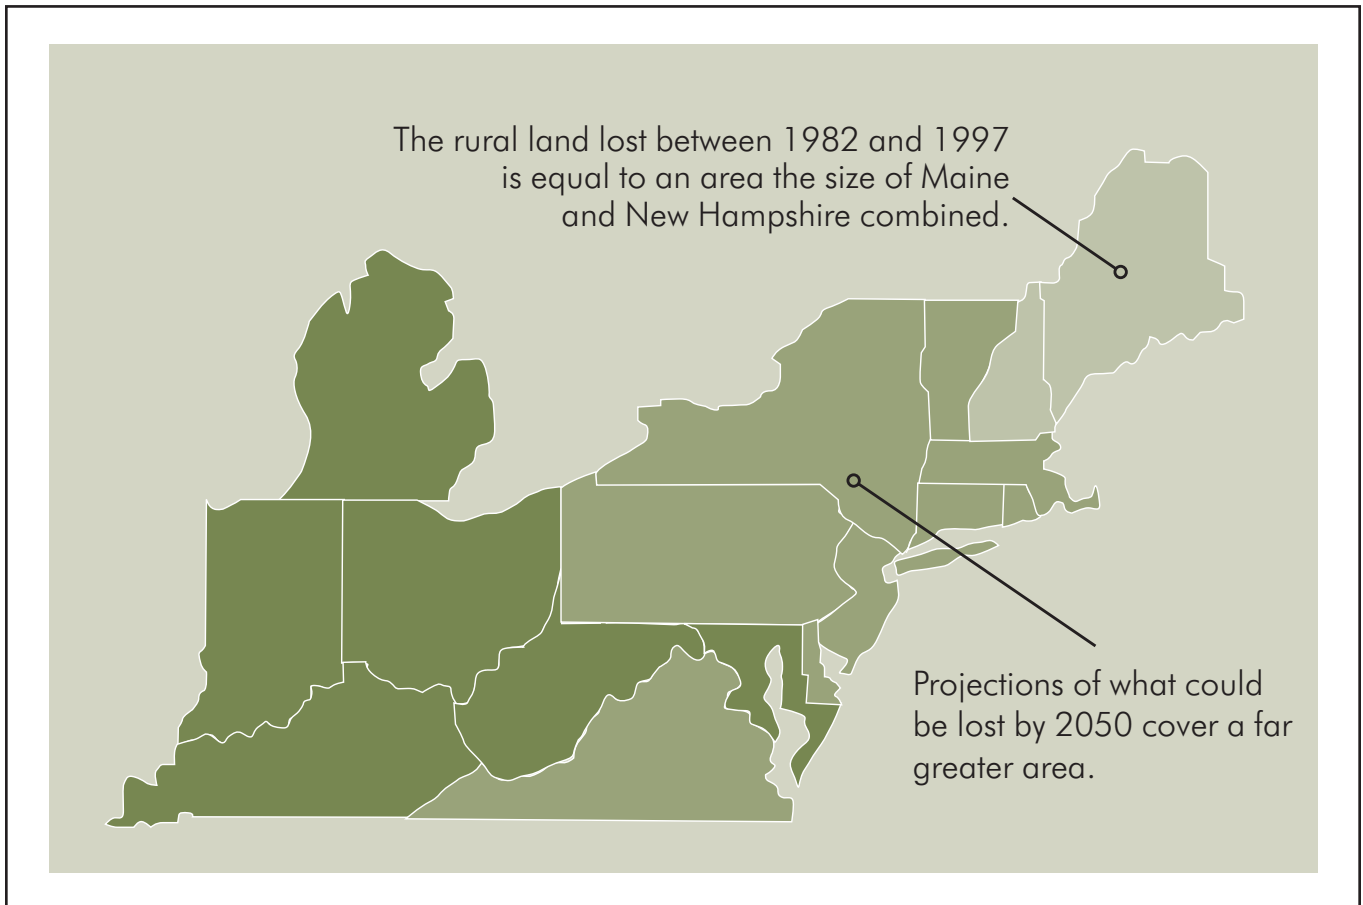 The rural land lost between 1982 and 1997
is equal to an area the size of Maine
and New Hampshire combined.
Projections of what could
be lost by 2050 cover a far
greater area.